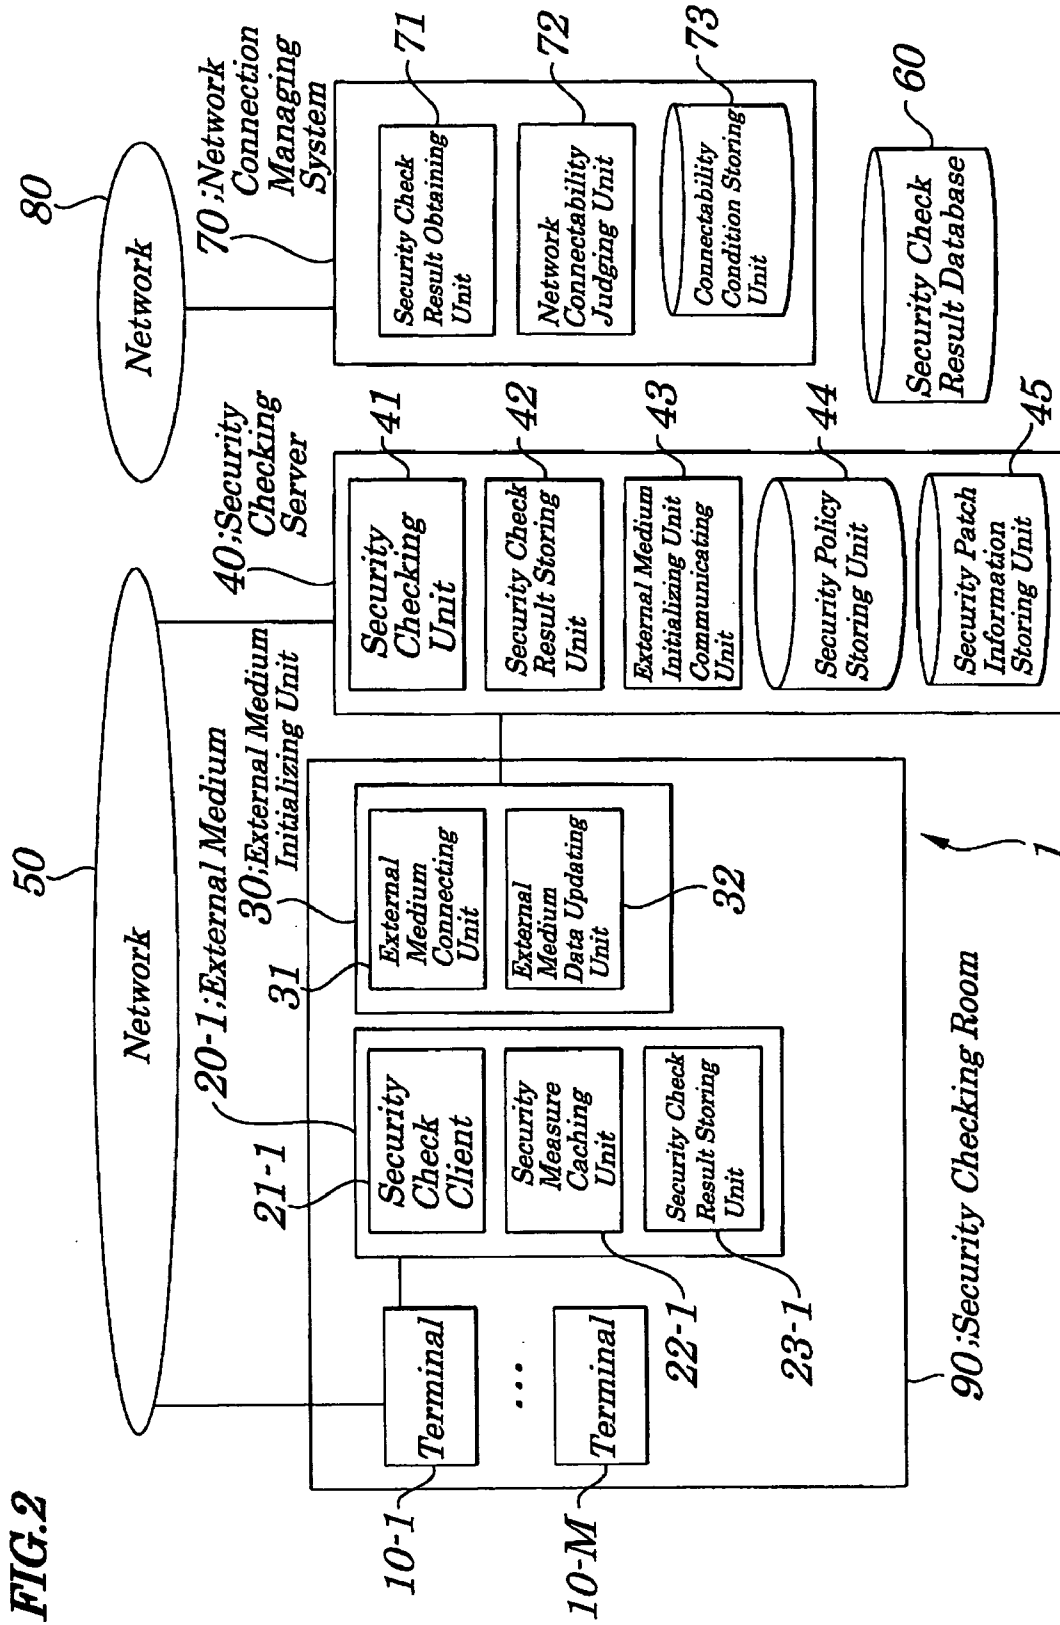 FIG.2
50
Network
80
Network
20-1;External Medium
30;External Medium
Initializing Unit
40;Security
Checking
Server
70;Network
Connection
Managing
System
10-1
Terminal
10-M
Terminal
21-1
Security
Check
Client
Security
Measure
Caching
Unit
22-1
Security Check
Result Storing
Unit
23-1
31
External
Medium
Connecting
Unit
External
Medium
Data Updating
Unit
32
Security
Checking
Unit
41
Security Check
Result Storing
Unit
42
External Medium
Initializing Unit
Communicating
Unit
43
Security Policy
Storing Unit
44
Security Patch
Information
Storing Unit
45
Security Check
Result Obtaining
Unit
71
Network
Connectability
Judging Unit
72
Connectability
Condition Storing
Unit
73
Security Check
Result Database
60
90;Security Checking Room
1